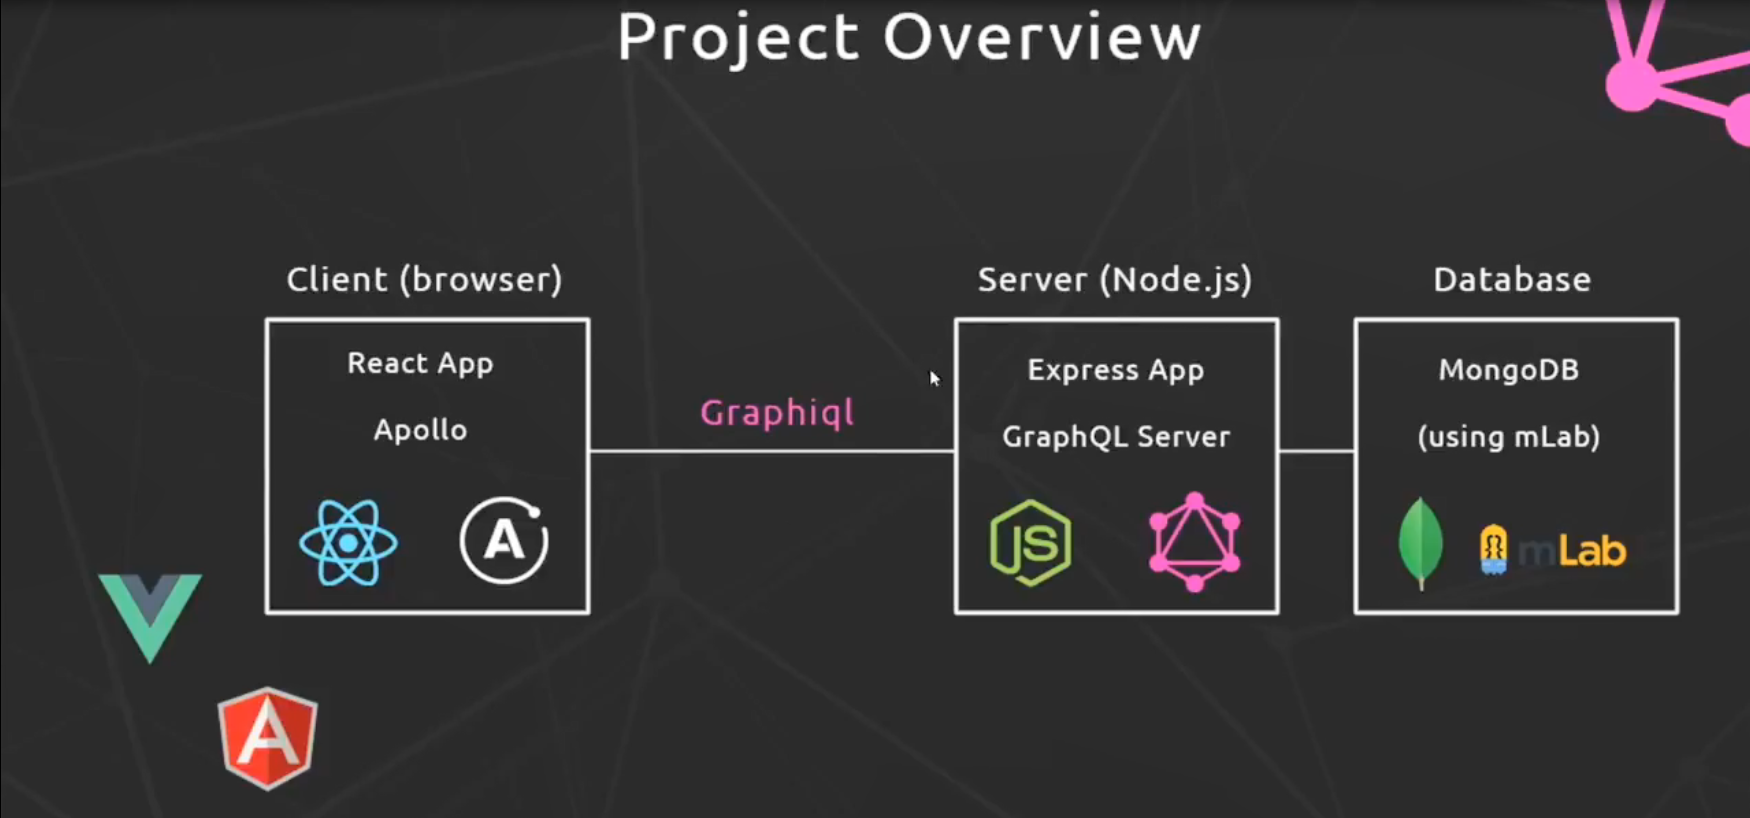 Project Overview
Client (browser)
React App
Apollo
A
Graphiql
Server (Node.js)
Express App
GraphQL Server
JS
Database
MongoDB
(using mLab)
mLab
A